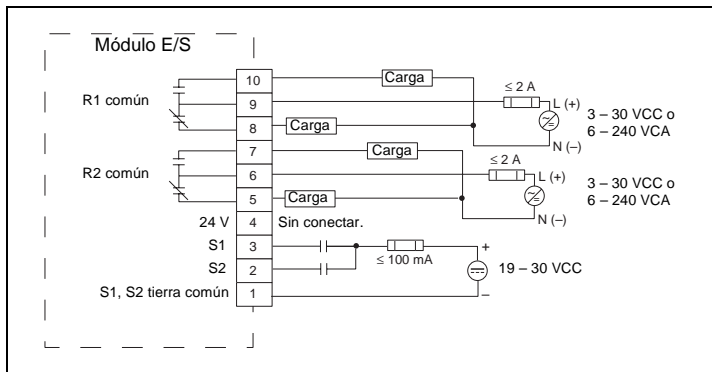 Módulo E/S
10 Carga
≤ 2 A
L (+)
R1 común 9
3 – 30 VCC o
6 – 240 VCA
8 Carga
N (–)
7 Carga
≤ 2 A
R2 común 6
L (+)
3 – 30 VCC o
6 – 240 VCA
5 Carga
N (–)
24 V 4 Sin conectar.
S1 3
+
≤ 100 mA
19 – 30 VCC
S2 2
S1, S2 tierra común 1
–